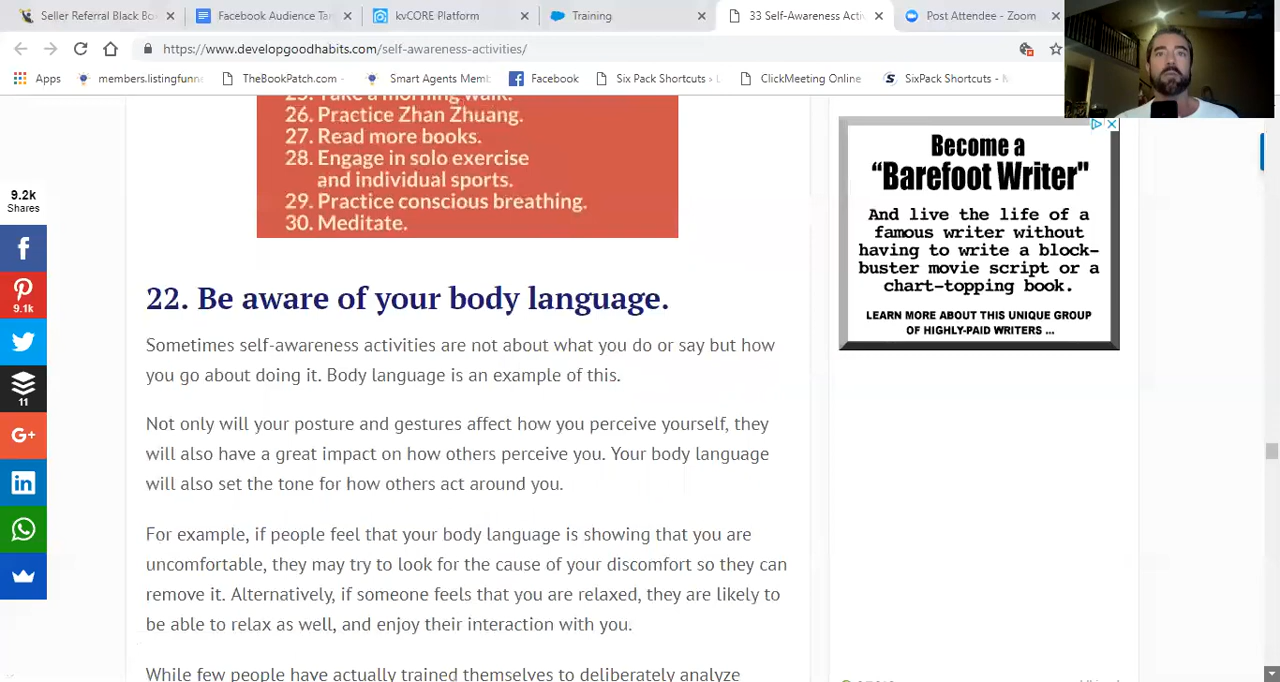 Seller Referral Black Bo
Facebook Audience Ta
kvCORE Platform
Training
33 Self-Awareness Acti
Post Attendee - Zoom
https://www.developgoodhabits.com/self-awareness-activities/
Apps
members.listingfunn
TheBookPatch.com -
Smart Agents Memb
Facebook
Six Pack Shortcuts › L
ClickMeeting Online
SixPack Shortcuts - M
25. Take a morning walk.
26. Practice Zhan Zhuang.
27. Read more books.
28. Engage in solo exercise
and individual sports.
29. Practice conscious breathing.
30. Meditate.
9.2k
Shares
9.1k
11
G+
22. Be aware of your body language.
Sometimes self-awareness activities are not about what you do or say but how
you go about doing it. Body language is an example of this.
Not only will your posture and gestures affect how you perceive yourself, they
will also have a great impact on how others perceive you. Your body language
will also set the tone for how others act around you.
For example, if people feel that your body language is showing that you are
uncomfortable, they may try to look for the cause of your discomfort so they can
remove it. Alternatively, if someone feels that you are relaxed, they are likely to
be able to relax as well, and enjoy their interaction with you.
While few people have actually trained themselves to deliberately analyze
Become a
"Barefoot Writer"
And live the life of a
famous writer without
having to write a block-
buster movie script or a
chart-topping book.
LEARN MORE ABOUT THIS UNIQUE GROUP
OF HIGHLY-PAID WRITERS ...